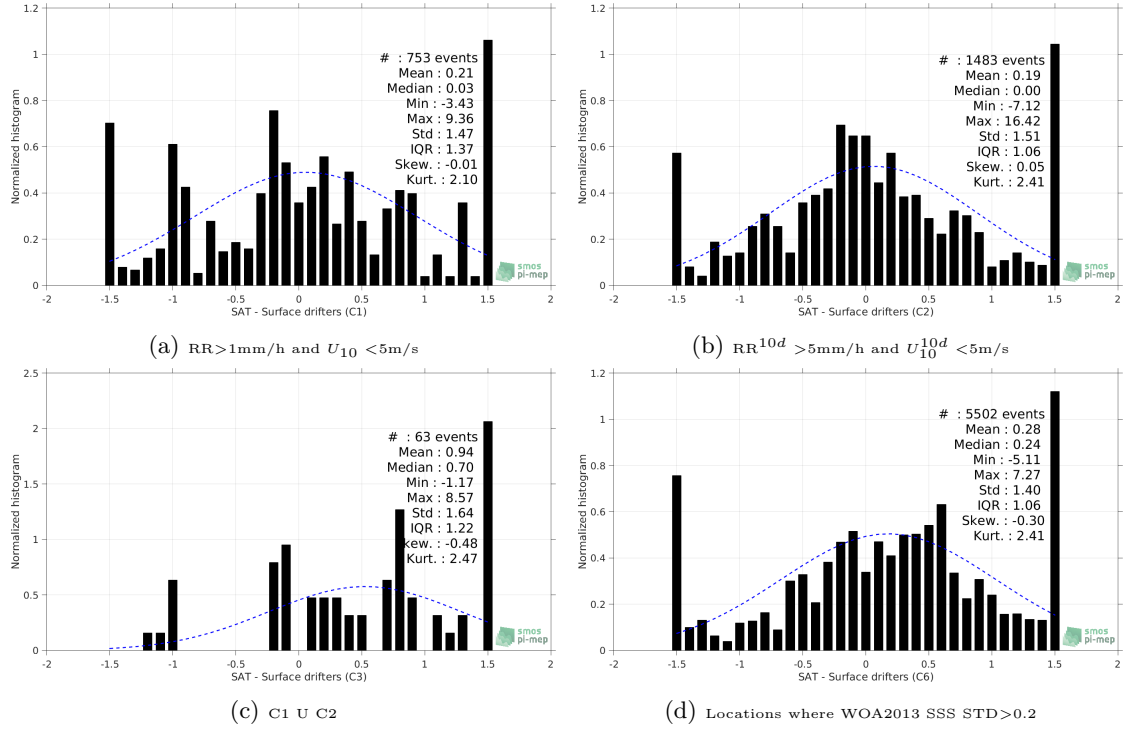 1.2
1
0.8
0.6
0.4
0.2
0
Normalized histogram
# : 753 events
Mean : 0.21
Median : 0.03
Min : -3.43
Max : 9.36
Std : 1.47
IQR : 1.37
Skew. : -0.01
Kurt. : 2.10
smos
pi-mep
-2 -1.5 -1 -0.5 0 0.5 1 1.5 2
SAT - Surface drifters (C1)
(a) RR>1mm/h and U10 <5m/s
1.2
1
0.8
0.6
0.4
0.2
0
Normalized histogram
# : 1483 events
Mean : 0.19
Median : 0.00
Min : -7.12
Max : 16.42
Std : 1.51
IQR : 1.06
Skew. : 0.05
Kurt. : 2.41
smos
pi-mep
-2 -1.5 -1 -0.5 0 0.5 1 1.5 2
SAT - Surface drifters (C2)
(b) RR^10d >5mm/h and U10^10d <5m/s
2.5
2
1.5
1
0.5
0
Normalized histogram
# : 63 events
Mean : 0.94
Median : 0.70
Min : -1.17
Max : 8.57
Std : 1.64
IQR : 1.22
kew. : -0.48
Kurt. : 2.47
smos
pi-mep
-2 -1.5 -1 -0.5 0 0.5 1 1.5 2
SAT - Surface drifters (C3)
(c) C1 U C2
1.2
1
0.8
0.6
0.4
0.2
0
Normalized histogram
# : 5502 events
Mean : 0.28
Median : 0.24
Min : -5.11
Max : 7.27
Std : 1.40
IQR : 1.06
Skew. : -0.30
Kurt. : 2.41
smos
pi-mep
-2 -1.5 -1 -0.5 0 0.5 1 1.5 2
SAT - Surface drifters (C6)
(d) Locations where WOA2013 SSS STD>0.2